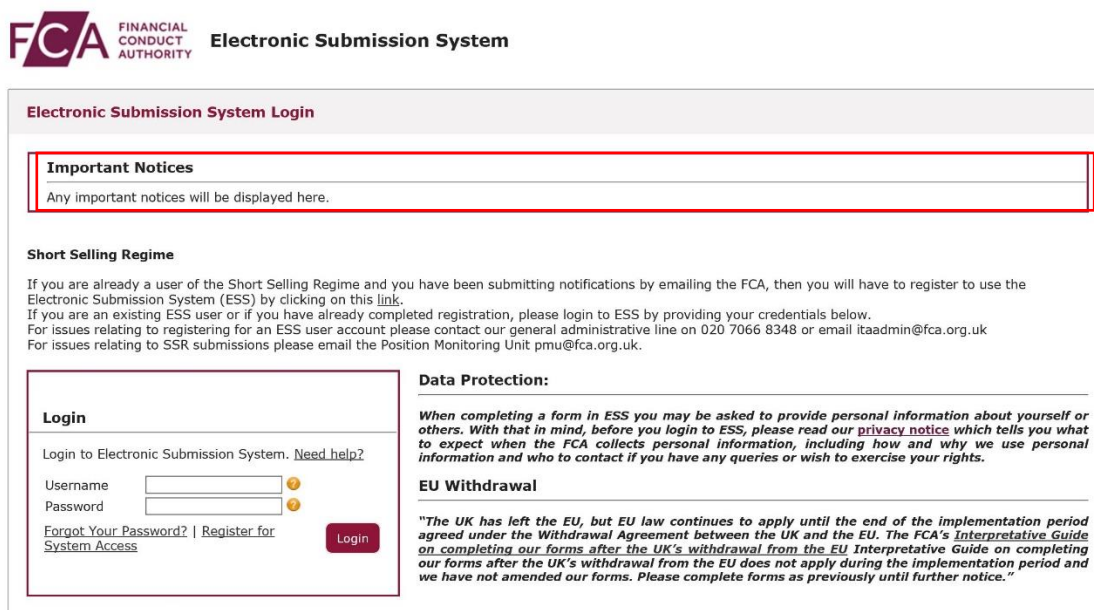 FCA FINANCIAL CONDUCT AUTHORITY
Electronic Submission System
Electronic Submission System Login
Important Notices
Any important notices will be displayed here.
Short Selling Regime
If you are already a user of the Short Selling Regime and you have been submitting notifications by emailing the FCA, then you will have to register to use the
Electronic Submission System (ESS) by clicking on this link.
If you are an existing ESS user or if you have already completed registration, please login to ESS by providing your credentials below.
For issues relating to registering for an ESS user account please contact our general administrative line on 020 7066 8348 or email itaadmin@fca.org.uk
For issues relating to SSR submissions please email the Position Monitoring Unit pmu@fca.org.uk.
Login
Login to Electronic Submission System. Need help?
Username ?
Password ?
Forgot Your Password? | Register for
System Access
Login
Data Protection:
When completing a form in ESS you may be asked to provide personal information about yourself or
others. With that in mind, before you login to ESS, please read our privacy notice which tells you what
to expect when the FCA collects personal information, including how and why we use personal
information and who to contact if you have any queries or wish to exercise your rights.
EU Withdrawal
"The UK has left the EU, but EU law continues to apply until the end of the implementation period
agreed under the Withdrawal Agreement between the UK and the EU. The FCA's Interpretative Guide
on completing our forms after the UK's withdrawal from the EU Interpretative Guide on completing
our forms after the UK's withdrawal from the EU does not apply during the implementation period and
we have not amended our forms. Please complete forms as previously until further notice."